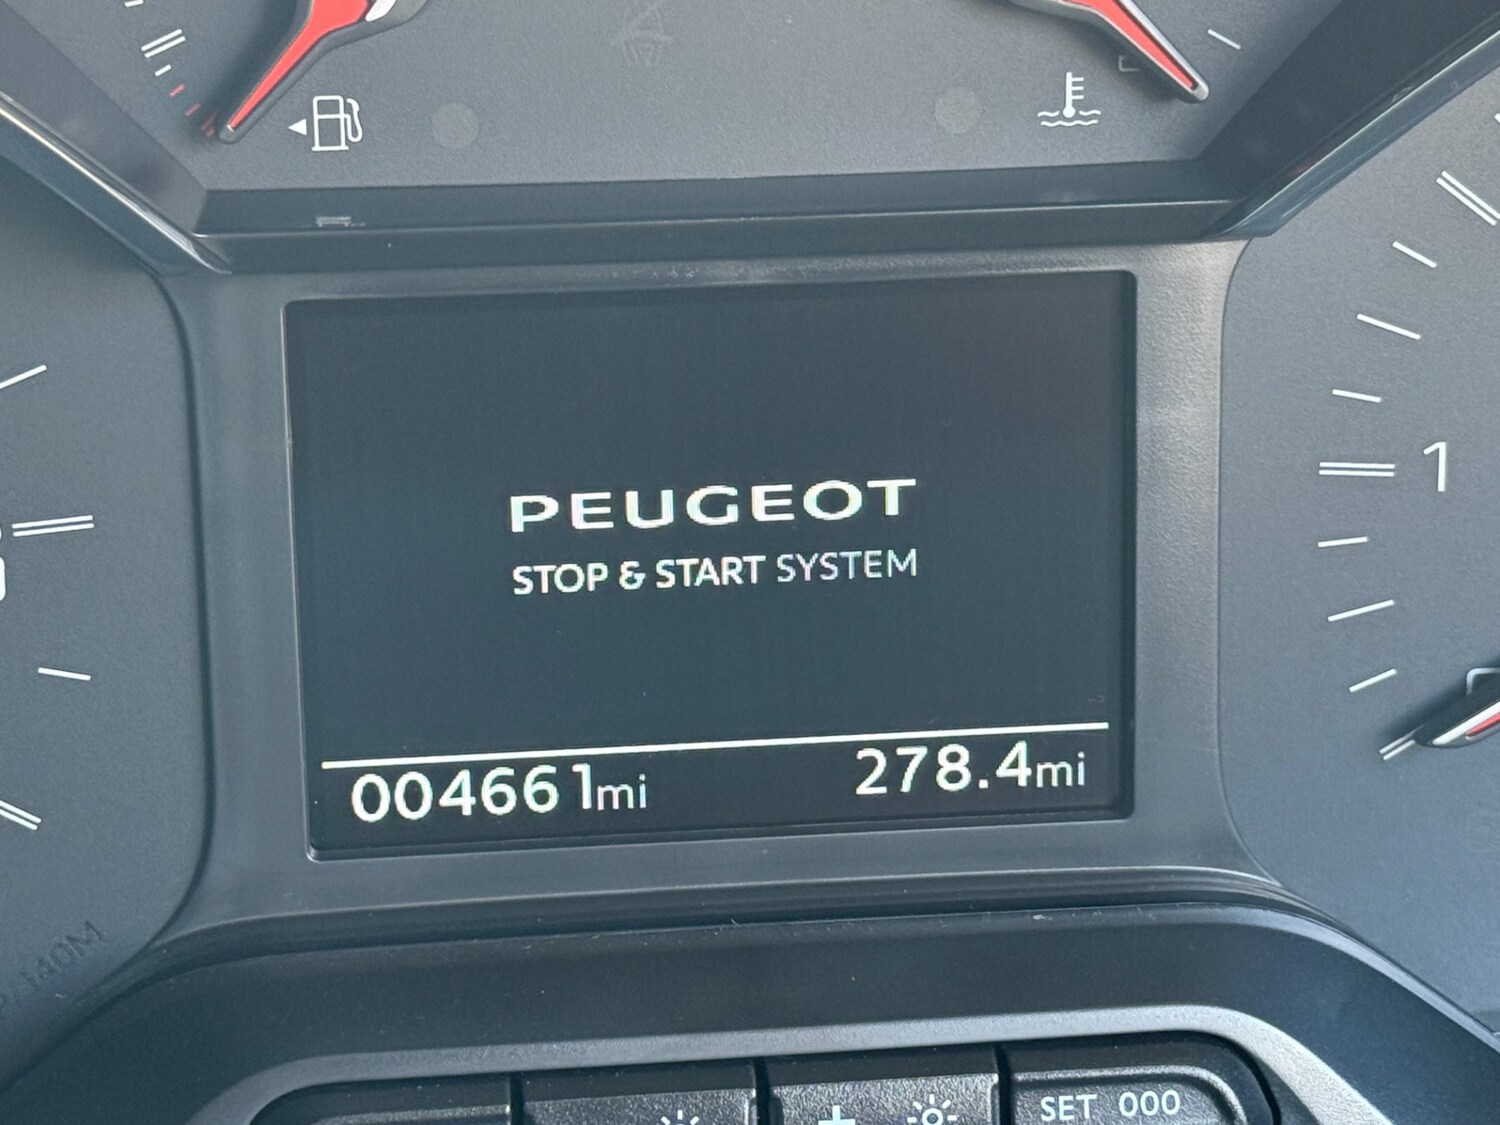 PEUGEOT
STOP & START SYSTEM
004661mi
278.4mi
1
SET 000